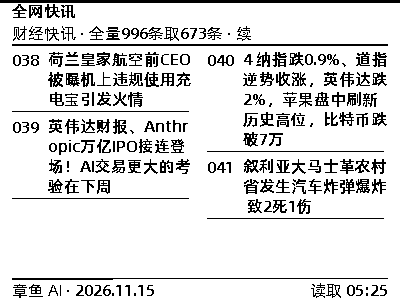 全网快讯
财经快讯 · 全量996条取673条 · 续
038 荷兰皇家航空前CEO
被曝机上违规使用充
电宝引发火情
039 英伟达财报、Anthr
opic万亿IPO接连登
场！AI交易更大的考
验在下周
040 4 纳指跌0.9%、道指
逆势收涨，英伟达跌
2%，苹果盘中刷新
历史高位，比特币跌
破7万
041 叙利亚大马士革农村
省发生汽车炸弹爆炸
致2死1伤
章鱼 AI · 2026.11.15
读取 05:25